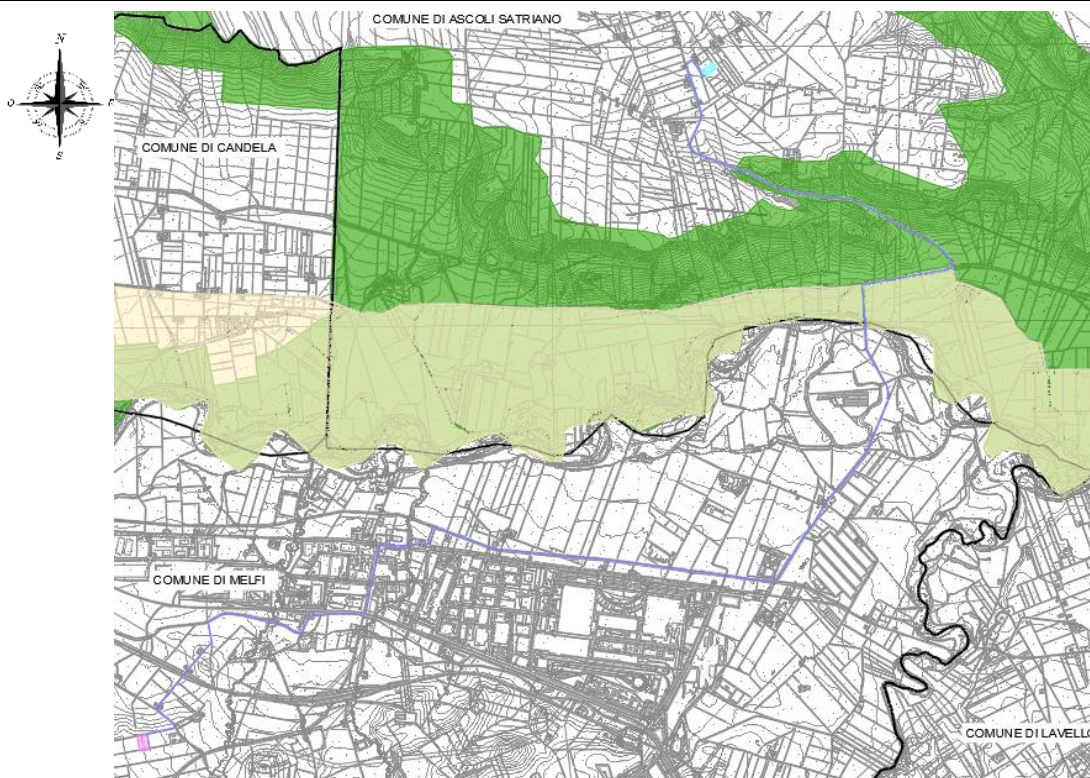 COMUNE DI ASCOLI SATRIANO
N
O
E
S
COMUNE DI CANDELA
COMUNE DI MELFI
COMUNE DI LAVELLO